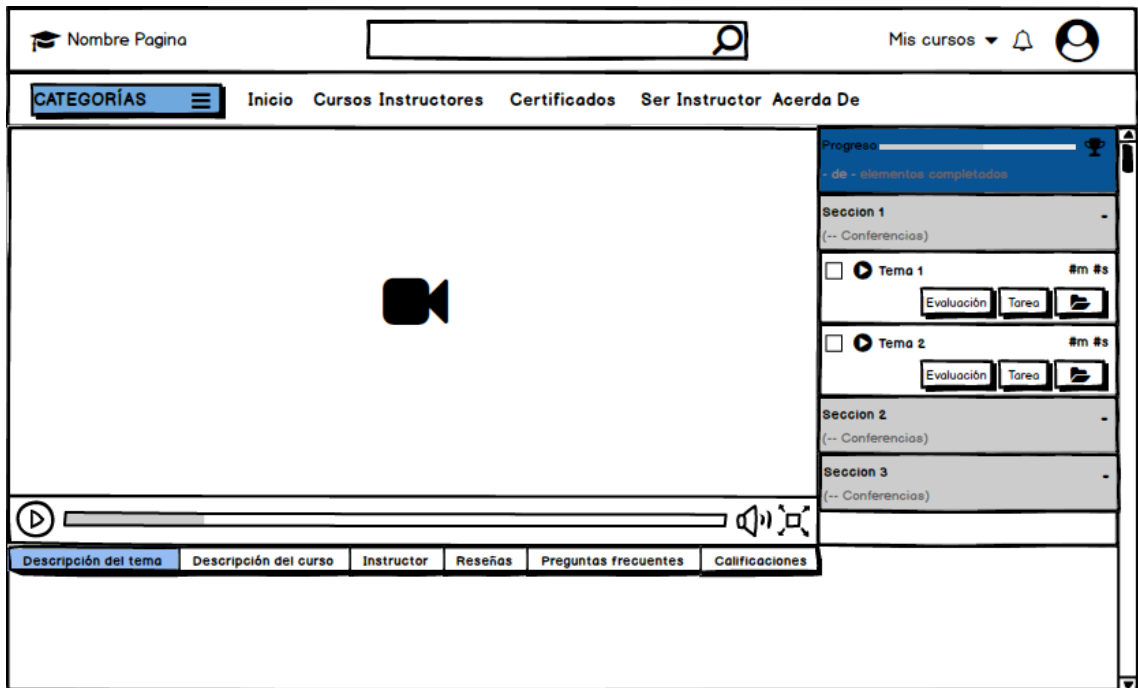 Nombre Pagina
Mis cursos
CATEGORÍAS
Inicio Cursos Instructores Certificados Ser Instructor Acerda De
Progreso
- de - elementos completados
Seccion 1 -
(-- Conferencias)
Tema 1 #m #s
Evaluación Tarea
Tema 2 #m #s
Evaluación Tarea
Seccion 2 -
(-- Conferencias)
Seccion 3 -
(-- Conferencias)
Descripción del tema Descripción del curso Instructor Reseñas Preguntas frecuentes Calificaciones